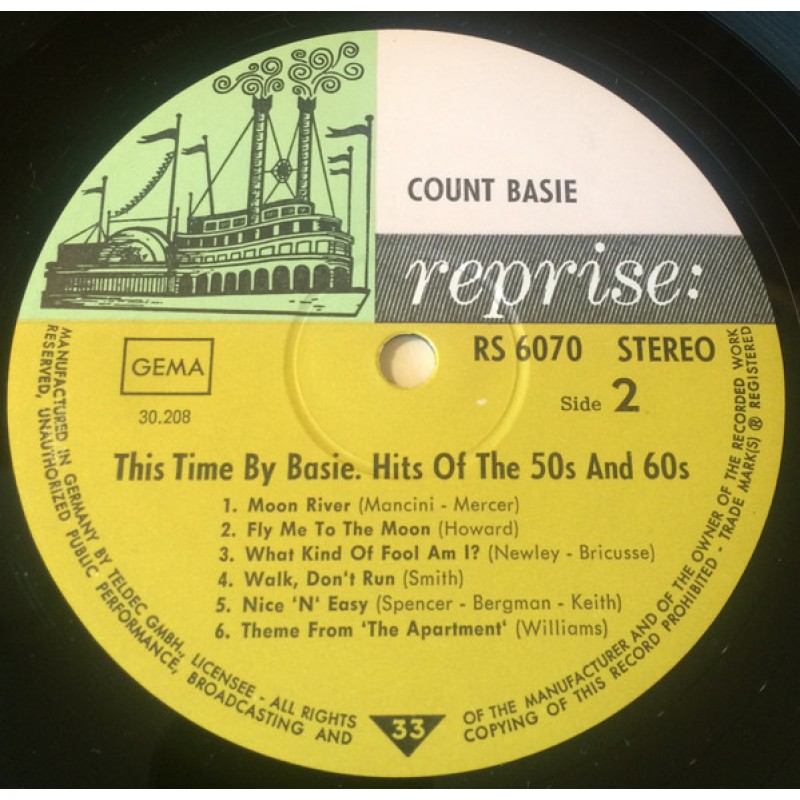 COUNT BASIE
reprise:
GEMA
30.208
RS 6070 STEREO
Side 2
This Time By Basie. Hits Of The 50s And 60s
1. Moon River (Mancini - Mercer)
2. Fly Me To The Moon (Howard)
3. What Kind Of Fool Am I? (Newley - Bricusse)
4. Walk, Don't Run (Smith)
5. Nice 'N' Easy (Spencer - Bergman - Keith)
6. Theme From 'The Apartment' (Williams)
33
MANUFACTURED IN GERMANY BY TELDEC GMBH., LICENSEE - ALL RIGHTS OF THE MANUFACTURER AND OF THE OWNER OF THE RECORDED WORK
RESERVED, UNAUTHORIZED PUBLIC PERFORMANCE, BROADCASTING AND COPYING OF THIS RECORD PROHIBITED - TRADE MARK(S) ® REGISTERED